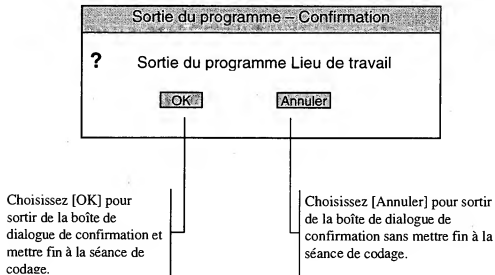 Sortie du programme – Confirmation
? Sortie du programme Lieu de travail
OK Annuler
Choisissez [OK] pour
sortir de la boîte de
dialogue de confirmation et
mettre fin à la séance de
codage.
Choisissez [Annuler] pour sortir
de la boîte de dialogue de
confirmation sans mettre fin à la
séance de codage.